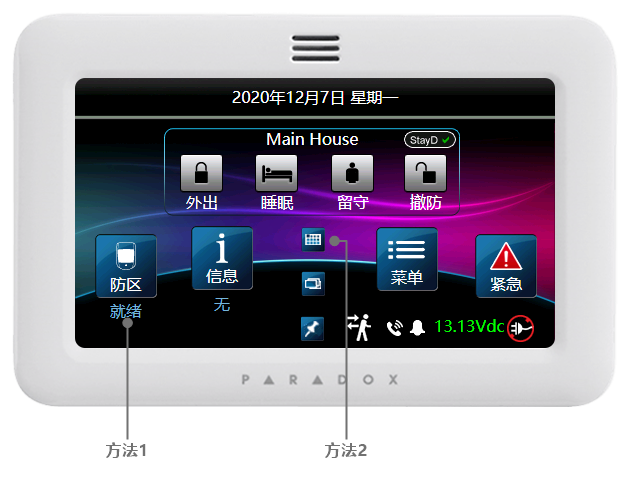 2020年12月7日 星期一
Main House
StayD
外出
睡眠
留守
撤防
防区
就绪
信息
无
菜单
紧急
13.13Vdc
PARADOX
方法1
方法2